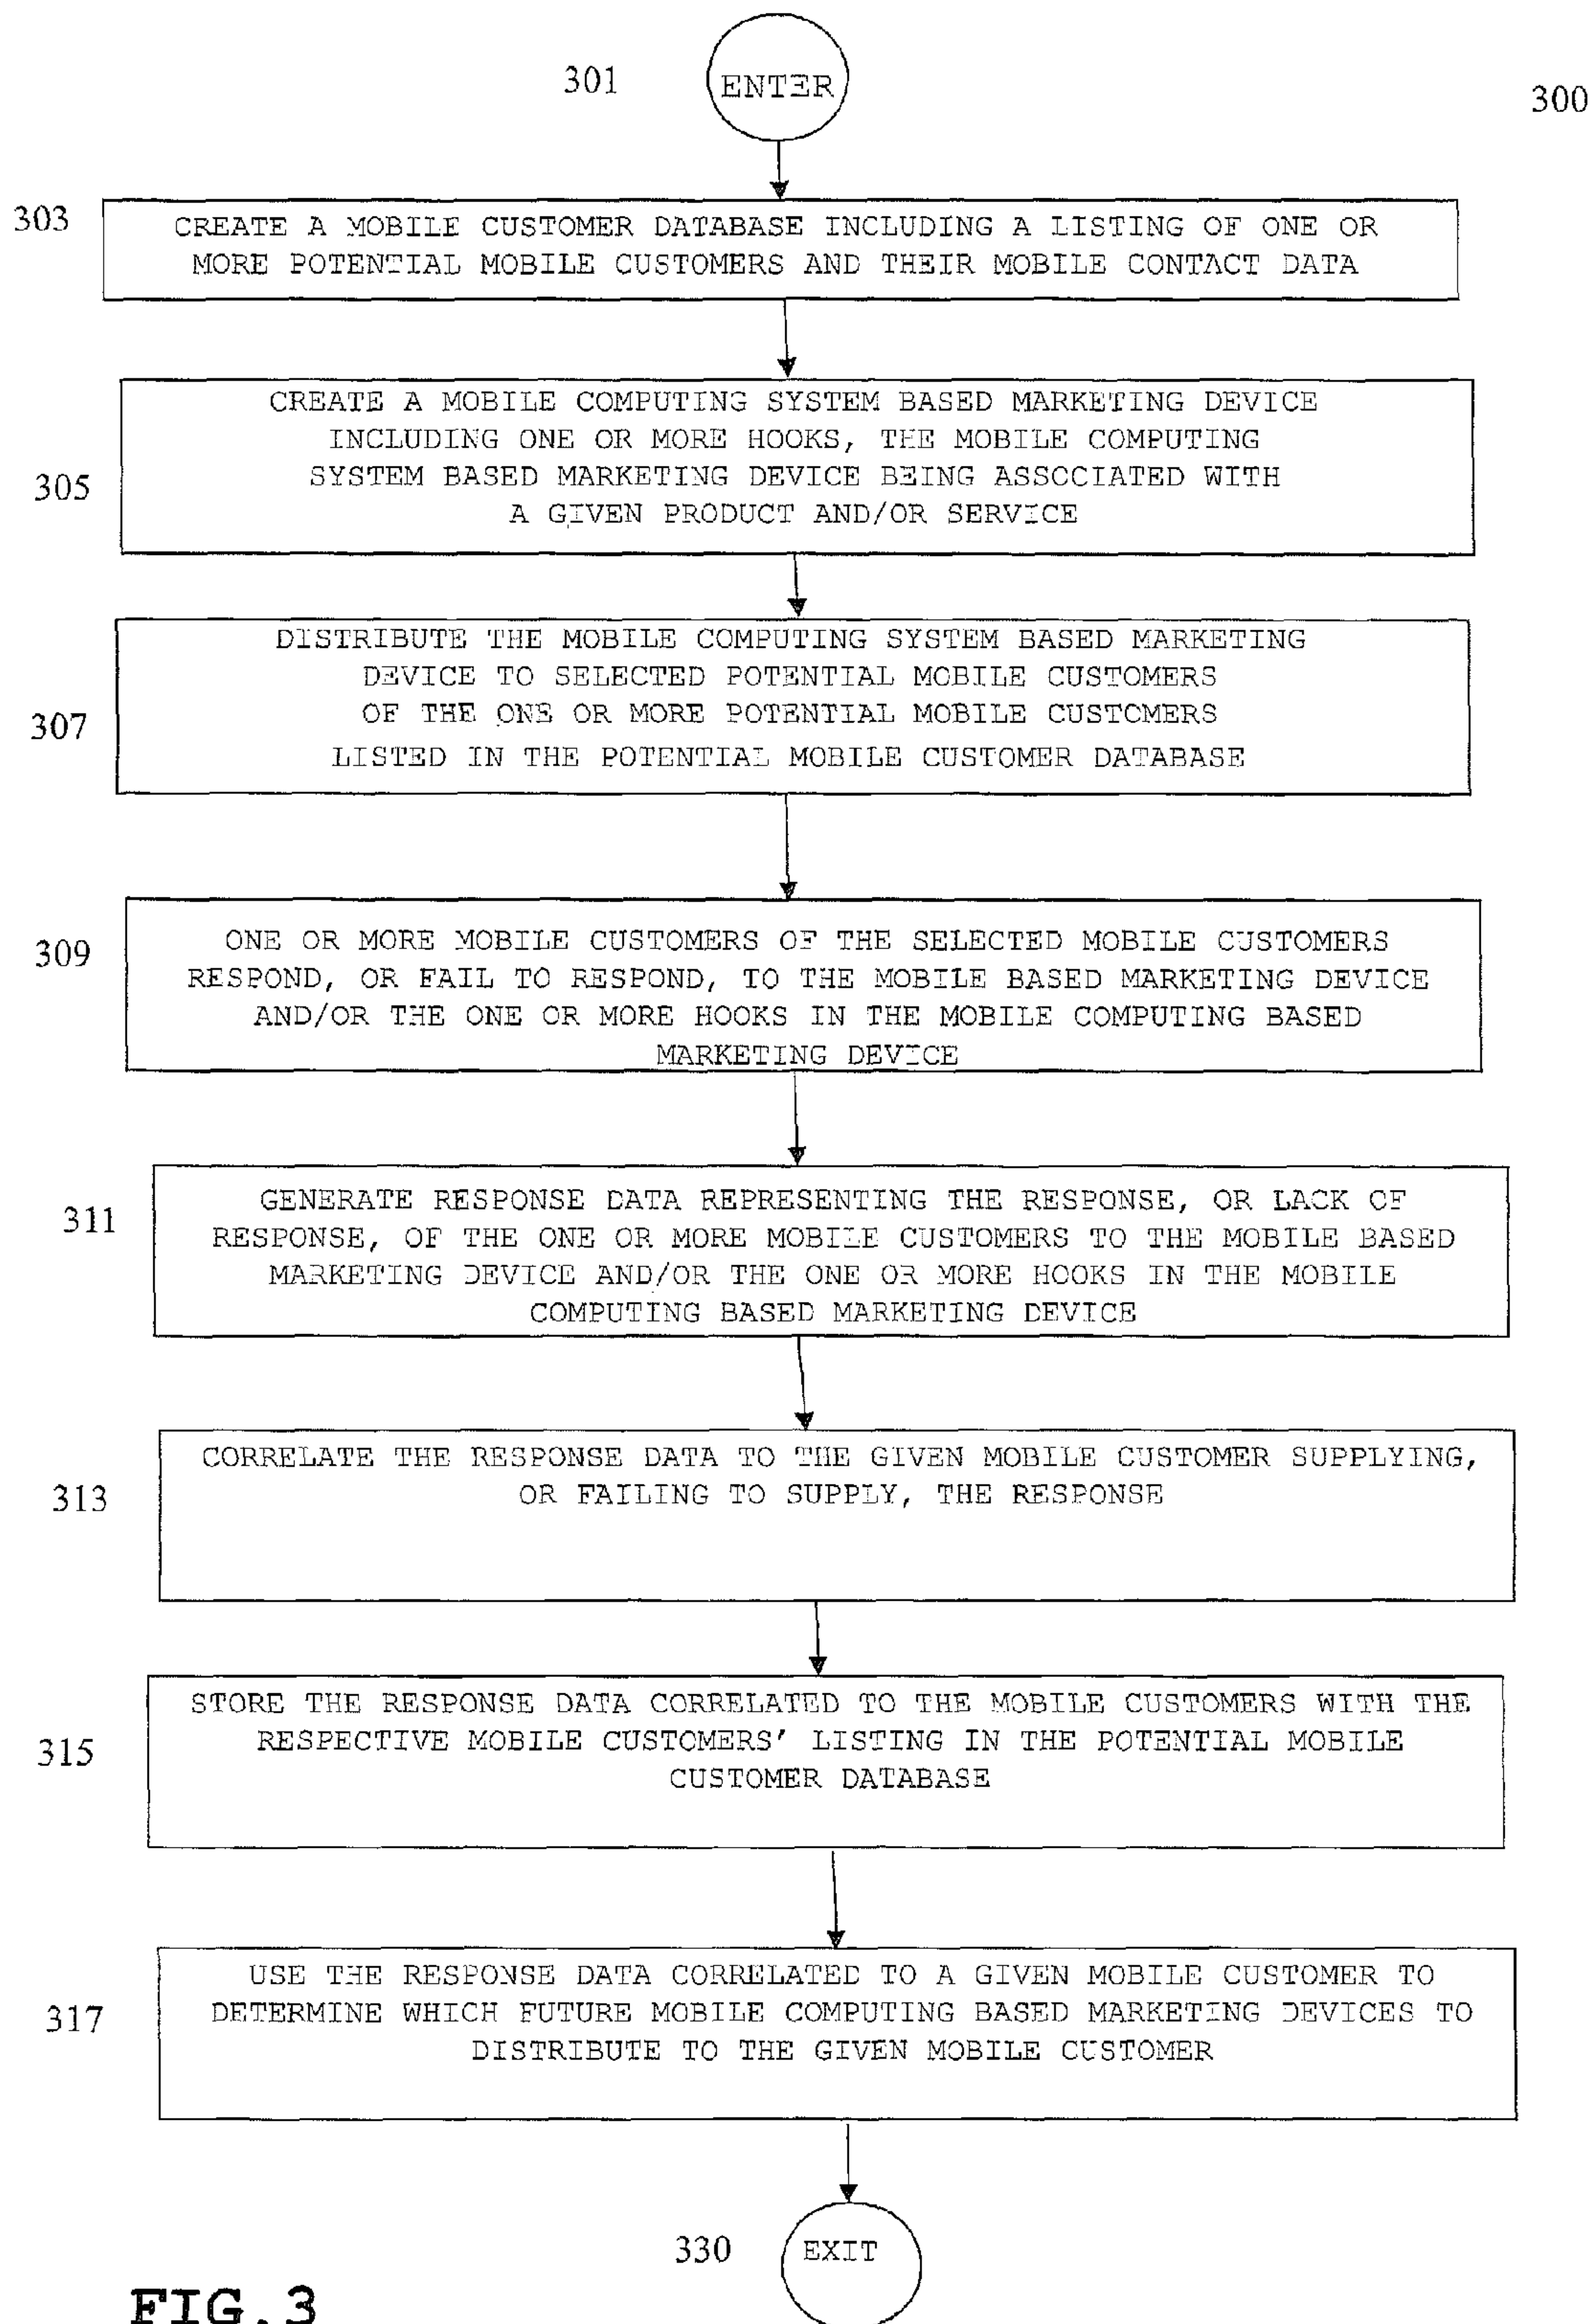 301 ENTER 300
303 CREATE A MOBILE CUSTOMER DATABASE INCLUDING A LISTING OF ONE OR
MORE POTENTIAL MOBILE CUSTOMERS AND THEIR MOBILE CONTACT DATA
CREATE A MOBILE COMPUTING SYSTEM BASED MARKETING DEVICE
INCLUDING ONE OR MORE HOOKS, THE MOBILE COMPUTING
305 SYSTEM BASED MARKETING DEVICE BEING ASSOCIATED WITH
A GIVEN PRODUCT AND/OR SERVICE
DISTRIBUTE THE MOBILE COMPUTING SYSTEM BASED MARKETING
DEVICE TO SELECTED POTENTIAL MOBILE CUSTOMERS
307 OF THE ONE OR MORE POTENTIAL MOBILE CUSTOMERS
LISTED IN THE POTENTIAL MOBILE CUSTOMER DATABASE
309 ONE OR MORE MOBILE CUSTOMERS OF THE SELECTED MOBILE CUSTOMERS
RESPOND, OR FAIL TO RESPOND, TO THE MOBILE BASED MARKETING DEVICE
AND/OR THE ONE OR MORE HOOKS IN THE MOBILE COMPUTING BASED
MARKETING DEVICE
311 GENERATE RESPONSE DATA REPRESENTING THE RESPONSE, OR LACK OF
RESPONSE, OF THE ONE OR MORE MOBILE CUSTOMERS TO THE MOBILE BASED
MARKETING DEVICE AND/OR THE ONE OR MORE HOOKS IN THE MOBILE
COMPUTING BASED MARKETING DEVICE
CORRELATE THE RESPONSE DATA TO THE GIVEN MOBILE CUSTOMER SUPPLYING,
313 OR FAILING TO SUPPLY, THE RESPONSE
STORE THE RESPONSE DATA CORRELATED TO THE MOBILE CUSTOMERS WITH THE
315 RESPECTIVE MOBILE CUSTOMERS' LISTING IN THE POTENTIAL MOBILE
CUSTOMER DATABASE
USE THE RESPONSE DATA CORRELATED TO A GIVEN MOBILE CUSTOMER TO
317 DETERMINE WHICH FUTURE MOBILE COMPUTING BASED MARKETING DEVICES TO
DISTRIBUTE TO THE GIVEN MOBILE CUSTOMER
330 EXIT
FIG.3